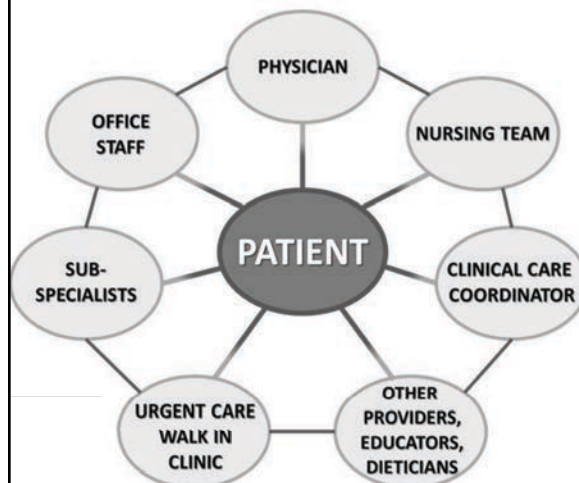 PHYSICIAN
OFFICE
STAFF
NURSING TEAM
PATIENT
SUB-
SPECIALISTS
CLINICAL CARE
COORDINATOR
URGENT CARE
WALK IN
CLINIC
OTHER
PROVIDERS,
EDUCATORS,
DIETICIANS